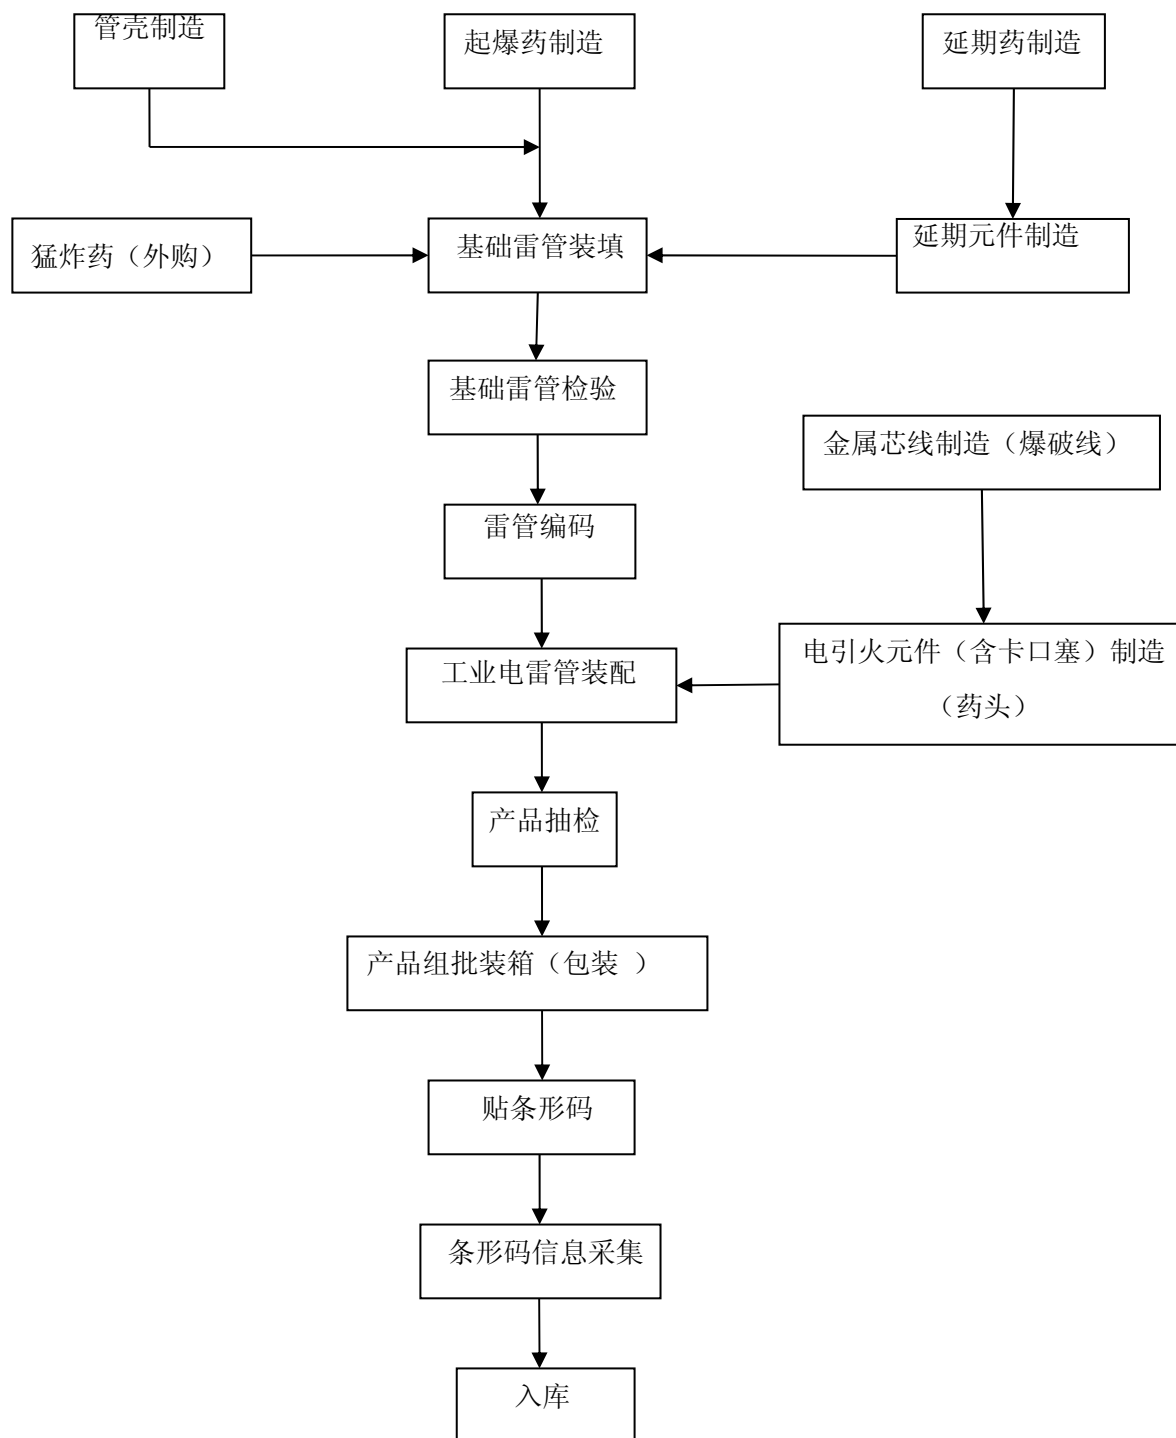 管壳制造
起爆药制造
延期药制造
猛炸药（外购）
基础雷管装填
延期元件制造
基础雷管检验
金属芯线制造（爆破线）
雷管编码
工业电雷管装配
电引火元件（含卡口塞）制造
（药头）
产品抽检
产品组批装箱（包装 ）
贴条形码
条形码信息采集
入库